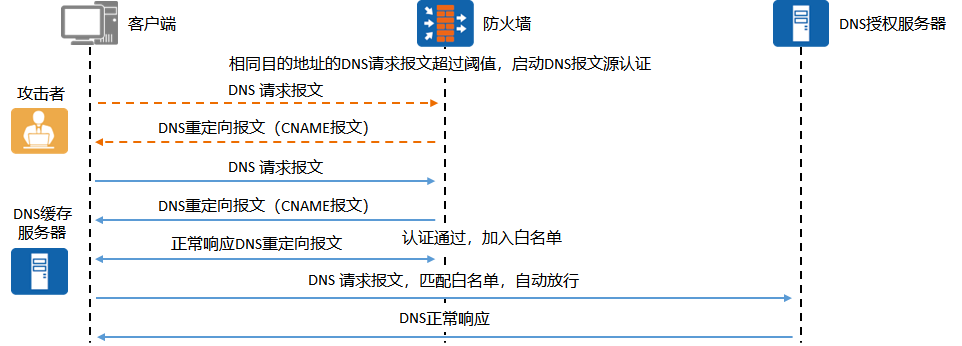 客户端
防火墙
DNS授权服务器
相同目的地址的DNS请求报文超过阈值，启动DNS报文源认证
攻击者
DNS 请求报文
DNS重定向报文（CNAME报文）
DNS 请求报文
DNS缓存
服务器
DNS重定向报文（CNAME报文）
正常响应DNS重定向报文
认证通过，加入白名单
DNS 请求报文，匹配白名单，自动放行
DNS正常响应